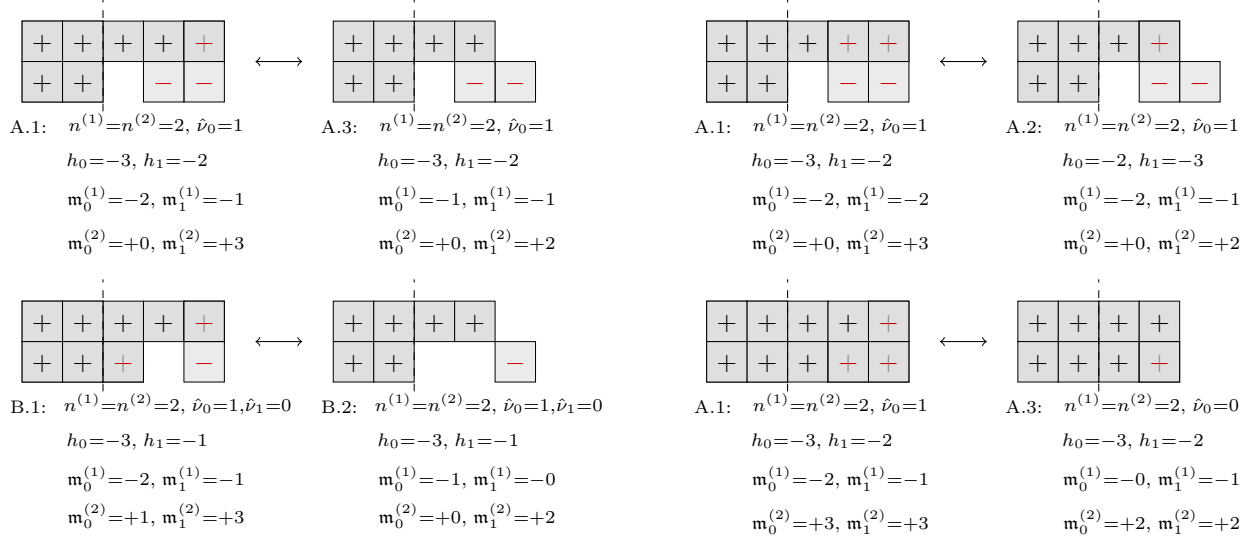 + + + + + ⟷ + + + +
+ + − − + + − −
A.1: n^{(1)}=n^{(2)}=2, ν̂_0=1
h_0=−3, h_1=−2
𝔪_0^{(1)}=−2, 𝔪_1^{(1)}=−1
𝔪_0^{(2)}=+0, 𝔪_1^{(2)}=+3
A.3: n^{(1)}=n^{(2)}=2, ν̂_0=1
h_0=−3, h_1=−2
𝔪_0^{(1)}=−1, 𝔪_1^{(1)}=−1
𝔪_0^{(2)}=+0, 𝔪_1^{(2)}=+2
+ + + + + ⟷ + + + +
+ + − − + + − −
A.1: n^{(1)}=n^{(2)}=2, ν̂_0=1
h_0=−3, h_1=−2
𝔪_0^{(1)}=−2, 𝔪_1^{(1)}=−2
𝔪_0^{(2)}=+0, 𝔪_1^{(2)}=+3
A.2: n^{(1)}=n^{(2)}=2, ν̂_0=1
h_0=−2, h_1=−3
𝔪_0^{(1)}=−2, 𝔪_1^{(1)}=−1
𝔪_0^{(2)}=+0, 𝔪_1^{(2)}=+2
+ + + + + ⟷ + + + +
+ + + − + + −
B.1: n^{(1)}=n^{(2)}=2, ν̂_0=1,ν̂_1=0
h_0=−3, h_1=−1
𝔪_0^{(1)}=−2, 𝔪_1^{(1)}=−1
𝔪_0^{(2)}=+1, 𝔪_1^{(2)}=+3
B.2: n^{(1)}=n^{(2)}=2, ν̂_0=1,ν̂_1=0
h_0=−3, h_1=−1
𝔪_0^{(1)}=−1, 𝔪_1^{(1)}=−0
𝔪_0^{(2)}=+0, 𝔪_1^{(2)}=+2
+ + + + + ⟷ + + + +
+ + + + + + + + +
A.1: n^{(1)}=n^{(2)}=2, ν̂_0=1
h_0=−3, h_1=−2
𝔪_0^{(1)}=−2, 𝔪_1^{(1)}=−1
𝔪_0^{(2)}=+3, 𝔪_1^{(2)}=+3
A.3: n^{(1)}=n^{(2)}=2, ν̂_0=0
h_0=−3, h_1=−2
𝔪_0^{(1)}=−0, 𝔪_1^{(1)}=−1
𝔪_0^{(2)}=+2, 𝔪_1^{(2)}=+2